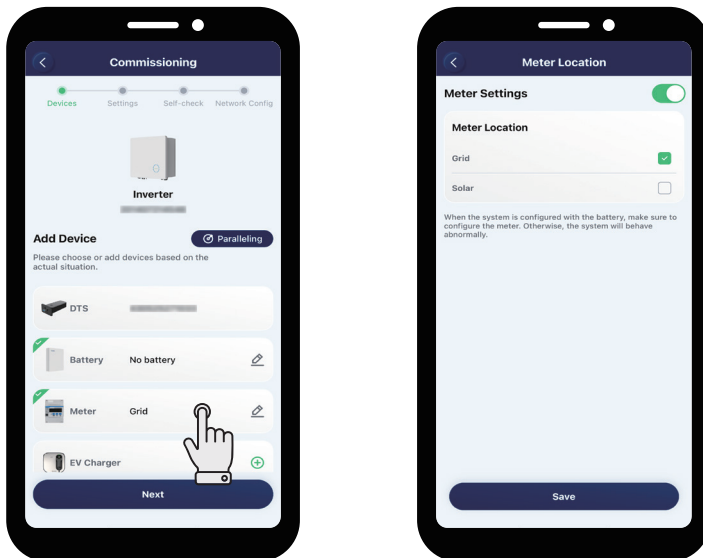 Commissioning
Devices Settings Self-check Network Config
Inverter
Add Device
Paralleling
Please choose or add devices based on the
actual situation.
DTS
Battery No battery
Meter Grid
EV Charger
Next
Meter Location
Meter Settings
Meter Location
Grid
Solar
When the system is configured with the battery, make sure to
configure the meter. Otherwise, the system will behave
abnormally.
Save